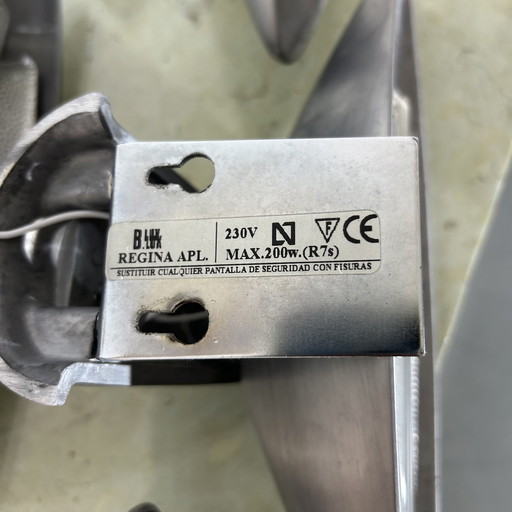 B.lux
REGINA APL.
230V N F CE
MAX.200w.(R7s)
SUSTITUIR CUALQUIER PANTALLA DE SEGURIDAD CON FISURAS